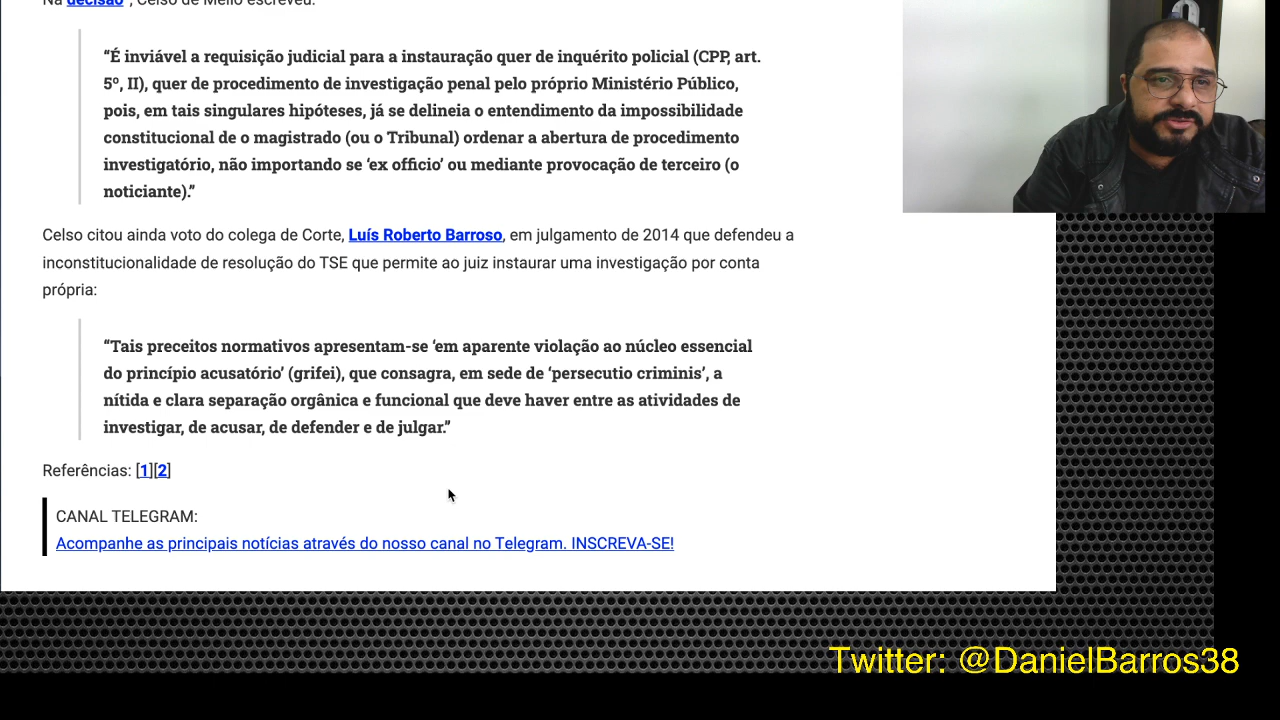 Na decisão , Celso de Mello escreveu:
“É inviável a requisição judicial para a instauração quer de inquérito policial (CPP, art.
5º, II), quer de procedimento de investigação penal pelo próprio Ministério Público,
pois, em tais singulares hipóteses, já se delineia o entendimento da impossibilidade
constitucional de o magistrado (ou o Tribunal) ordenar a abertura de procedimento
investigatório, não importando se ‘ex officio’ ou mediante provocação de terceiro (o
noticiante).”
Celso citou ainda voto do colega de Corte, Luís Roberto Barroso, em julgamento de 2014 que defendeu a
inconstitucionalidade de resolução do TSE que permite ao juiz instaurar uma investigação por conta
própria:
“Tais preceitos normativos apresentam-se ‘em aparente violação ao núcleo essencial
do princípio acusatório’ (grifei), que consagra, em sede de ‘persecutio criminis’, a
nítida e clara separação orgânica e funcional que deve haver entre as atividades de
investigar, de acusar, de defender e de julgar.”
Referências: [1][2]
CANAL TELEGRAM:
Acompanhe as principais notícias através do nosso canal no Telegram. INSCREVA-SE!
Twitter: @DanielBarros38